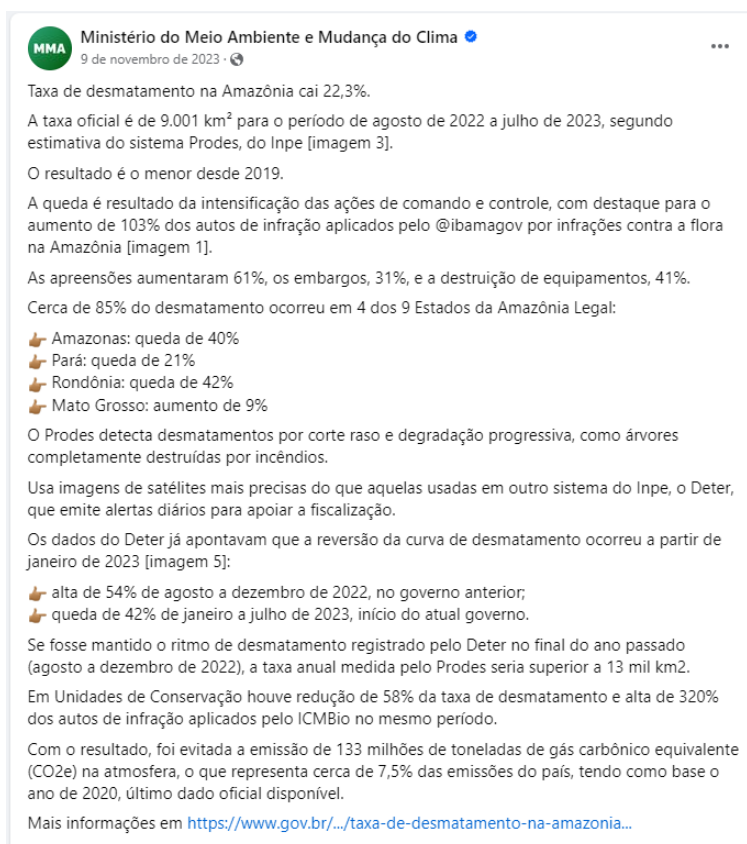 MMA
Ministério do Meio Ambiente e Mudança do Clima
9 de novembro de 2023 ·
Taxa de desmatamento na Amazônia cai 22,3%.
A taxa oficial é de 9.001 km² para o período de agosto de 2022 a julho de 2023, segundo
estimativa do sistema Prodes, do Inpe [imagem 3].
O resultado é o menor desde 2019.
A queda é resultado da intensificação das ações de comando e controle, com destaque para o
aumento de 103% dos autos de infração aplicados pelo @ibamagov por infrações contra a flora
na Amazônia [imagem 1].
As apreensões aumentaram 61%, os embargos, 31%, e a destruição de equipamentos, 41%.
Cerca de 85% do desmatamento ocorreu em 4 dos 9 Estados da Amazônia Legal:
👉🏾 Amazonas: queda de 40%
👉🏾 Pará: queda de 21%
👉🏾 Rondônia: queda de 42%
👉🏾 Mato Grosso: aumento de 9%
O Prodes detecta desmatamentos por corte raso e degradação progressiva, como árvores
completamente destruídas por incêndios.
Usa imagens de satélites mais precisas do que aquelas usadas em outro sistema do Inpe, o Deter,
que emite alertas diários para apoiar a fiscalização.
Os dados do Deter já apontavam que a reversão da curva de desmatamento ocorreu a partir de
janeiro de 2023 [imagem 5]:
👉🏾 alta de 54% de agosto a dezembro de 2022, no governo anterior;
👉🏾 queda de 42% de janeiro a julho de 2023, início do atual governo.
Se fosse mantido o ritmo de desmatamento registrado pelo Deter no final do ano passado
(agosto a dezembro de 2022), a taxa anual medida pelo Prodes seria superior a 13 mil km2.
Em Unidades de Conservação houve redução de 58% da taxa de desmatamento e alta de 320%
dos autos de infração aplicados pelo ICMBio no mesmo período.
Com o resultado, foi evitada a emissão de 133 milhões de toneladas de gás carbônico equivalente
(CO2e) na atmosfera, o que representa cerca de 7,5% das emissões do país, tendo como base o
ano de 2020, último dado oficial disponível.
Mais informações em https://www.gov.br/.../taxa-de-desmatamento-na-amazonia...